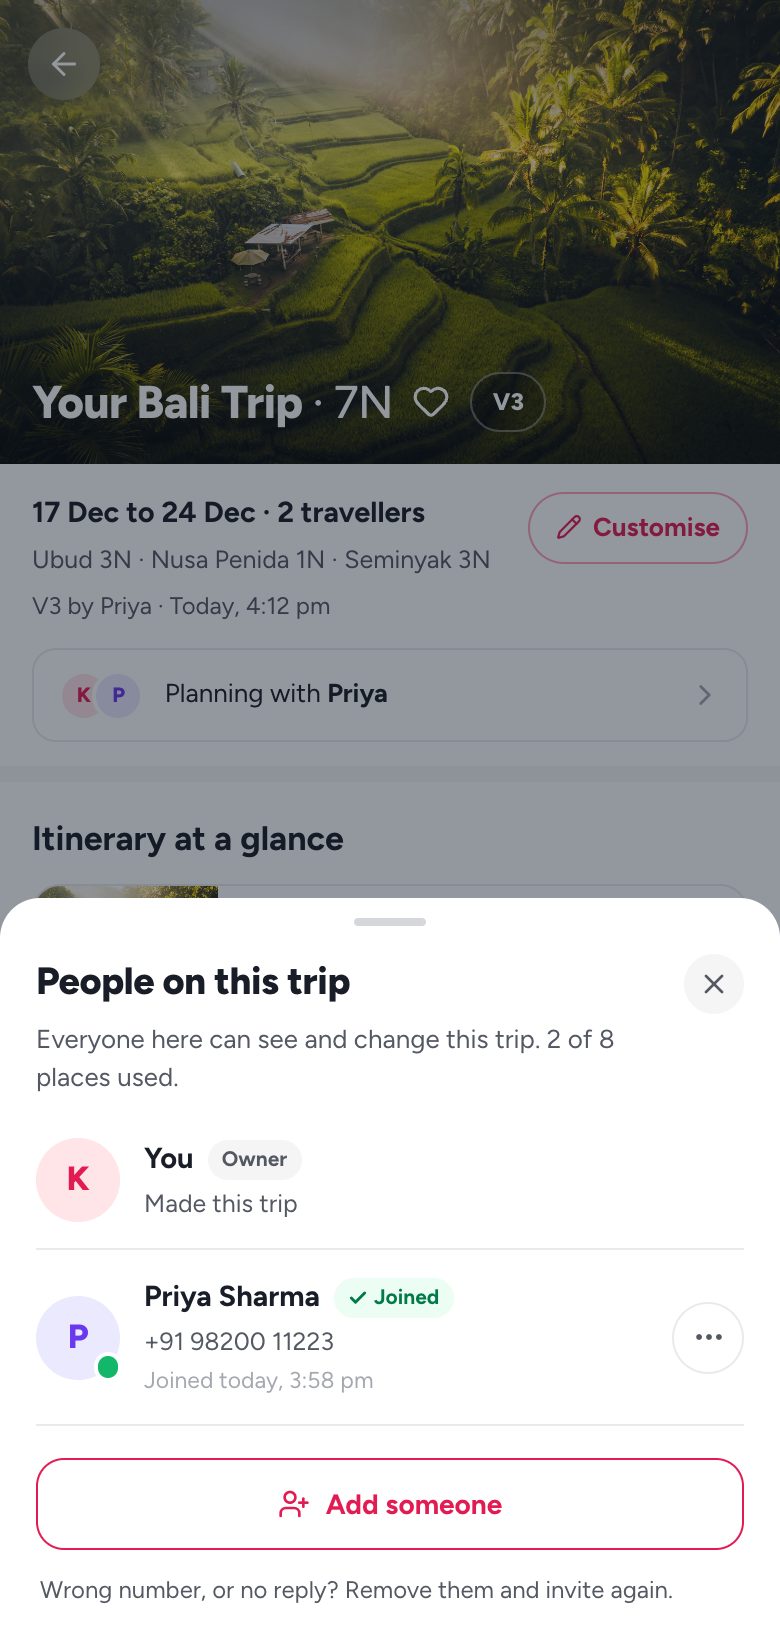 Your Bali Trip · 7N
V3
17 Dec to 24 Dec · 2 travellers
Customise
Ubud 3N · Nusa Penida 1N · Seminyak 3N
V3 by Priya · Today, 4:12 pm
K P Planning with Priya
Itinerary at a glance
People on this trip
Everyone here can see and change this trip. 2 of 8
places used.
K
You Owner
Made this trip
P
Priya Sharma Joined
+91 98200 11223
Joined today, 3:58 pm
Add someone
Wrong number, or no reply? Remove them and invite again.